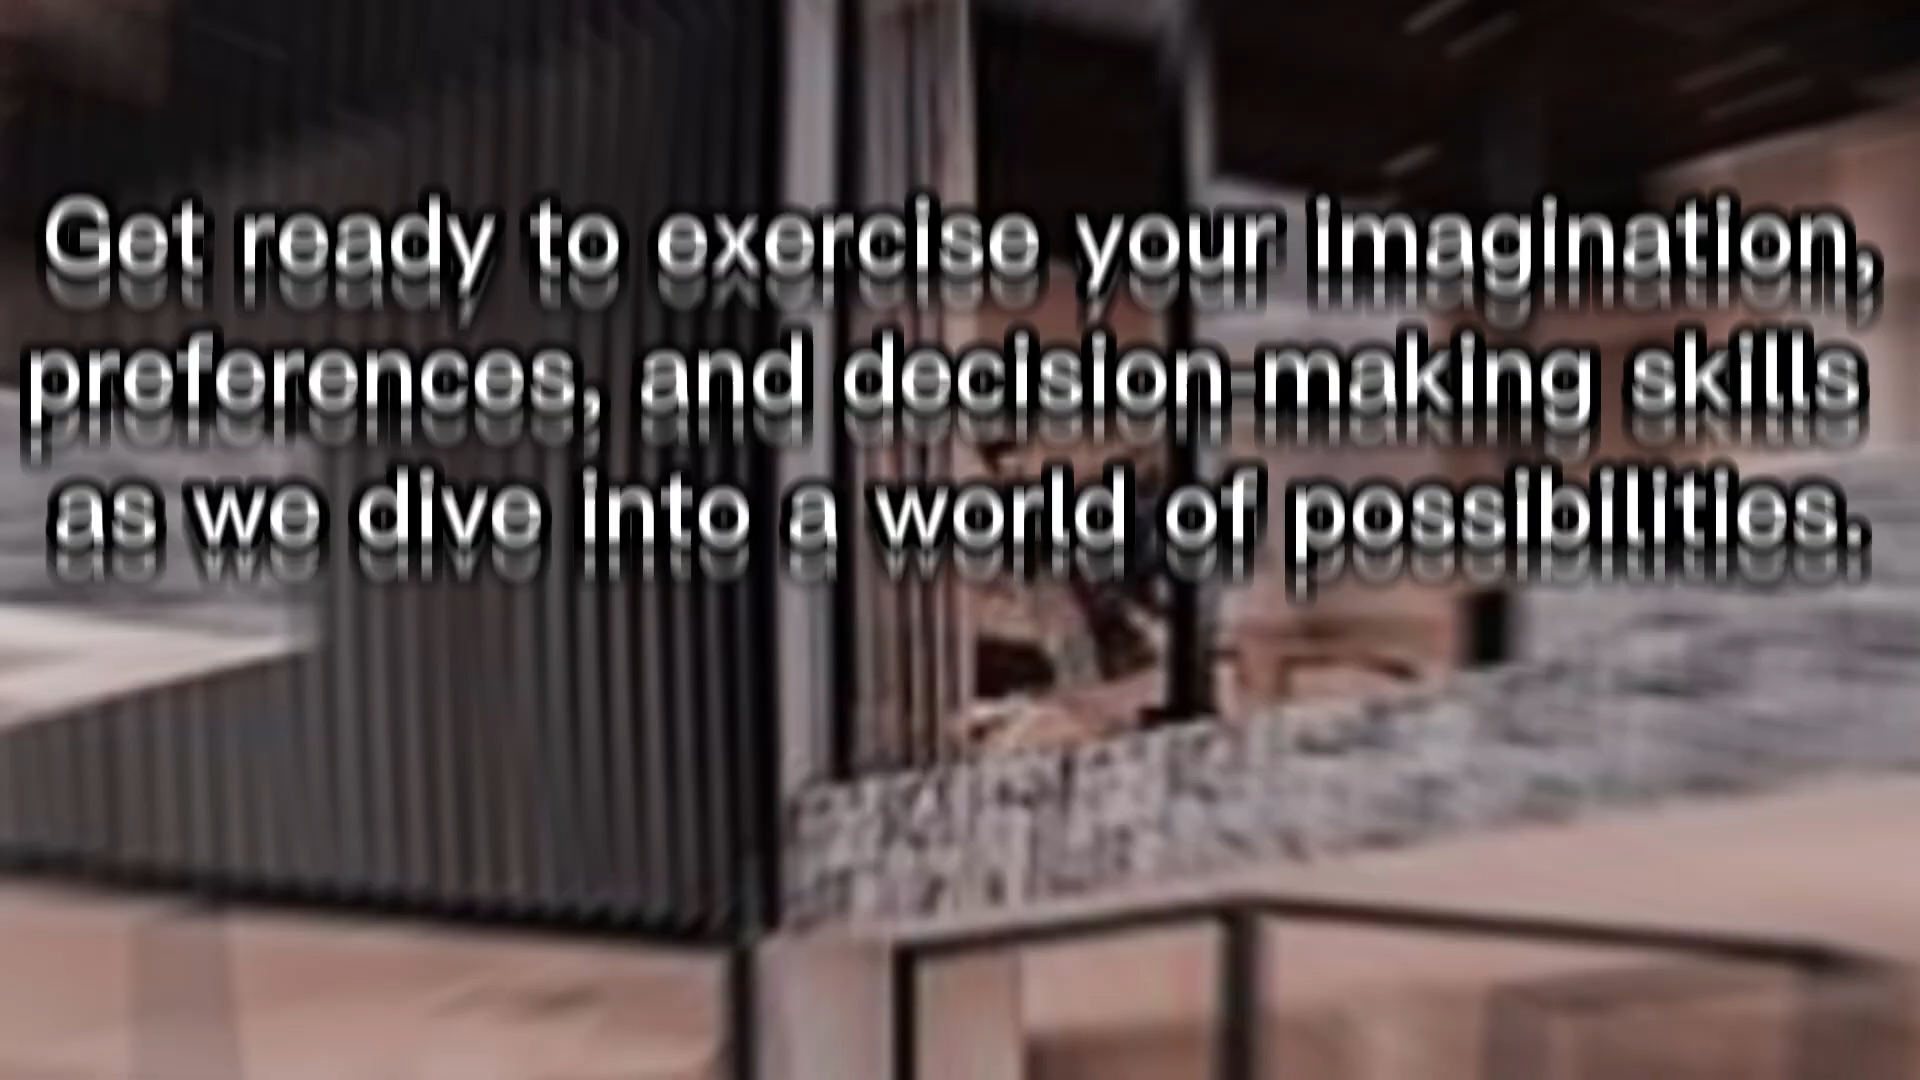 Get ready to exercise your imagination,
preferences, and decision-making skills
as we dive into a world of possibilities.